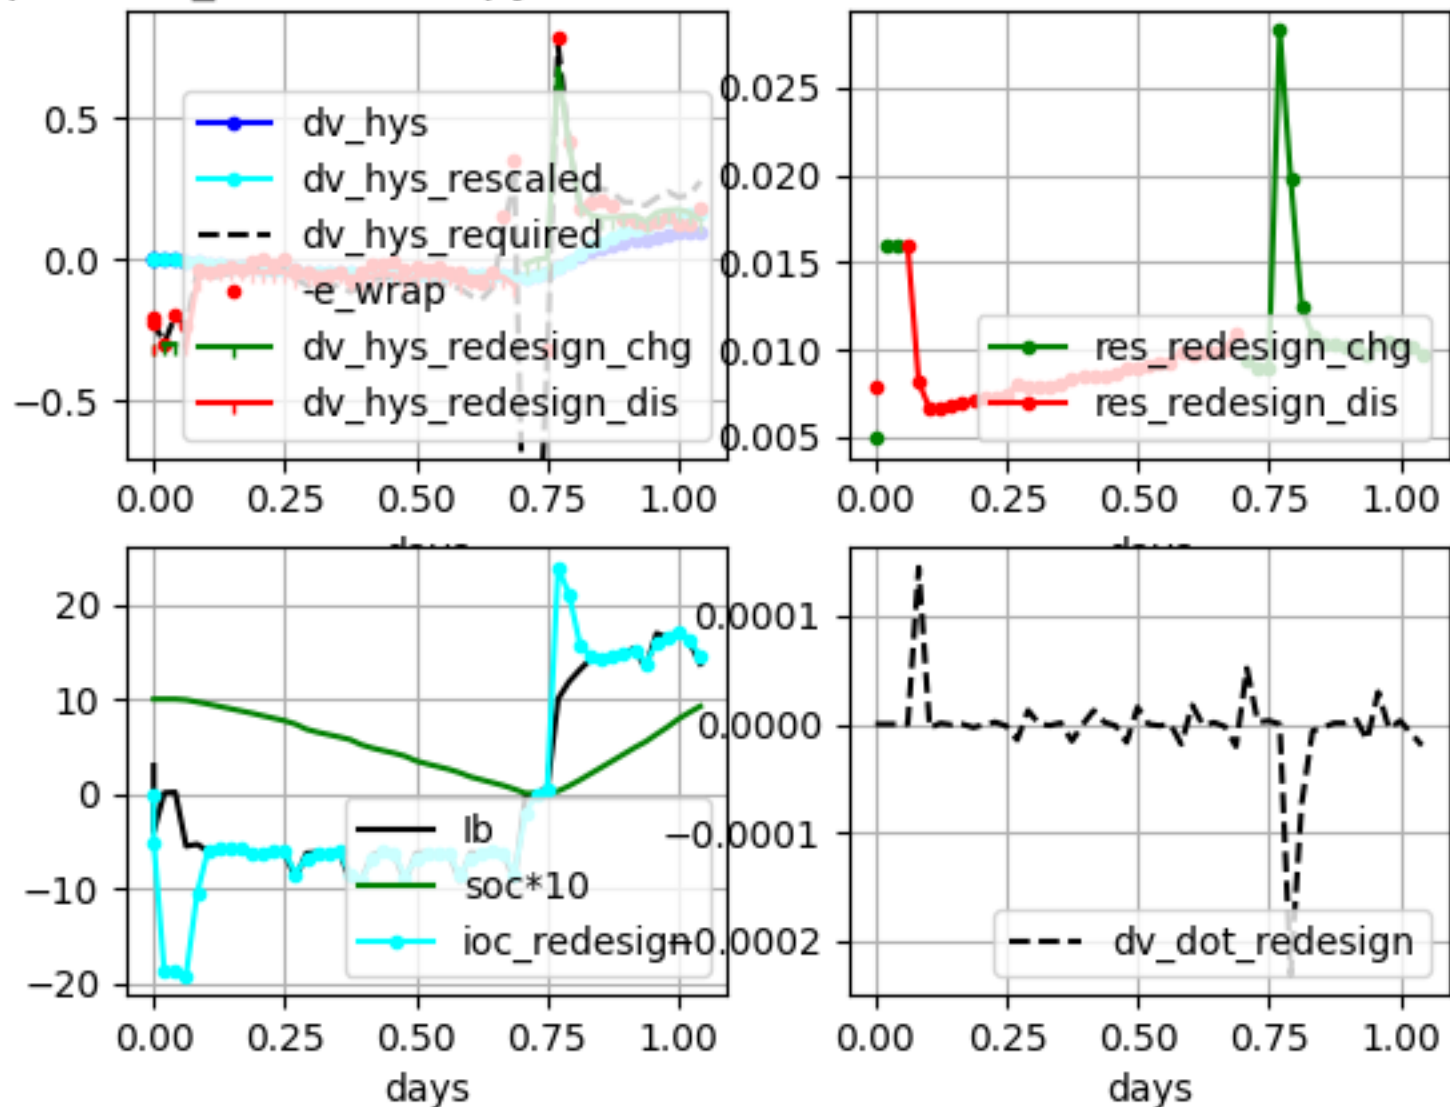 0.5
0.0
−0.5
dv_hys
dv_hys_rescaled
dv_hys_required
-e_wrap
dv_hys_redesign_chg
dv_hys_redesign_dis
0.00 0.25 0.50 0.75 1.00
0.025
0.020
0.015
0.010
0.005
res_redesign_chg
res_redesign_dis
0.00 0.25 0.50 0.75 1.00
days
days
20
10
0
−10
−20
Ib
soc*10
ioc_redesign
0.00 0.25 0.50 0.75 1.00
days
0.0001
0.0000
−0.0001
−0.0002
dv_dot_redesign
0.00 0.25 0.50 0.75 1.00
days